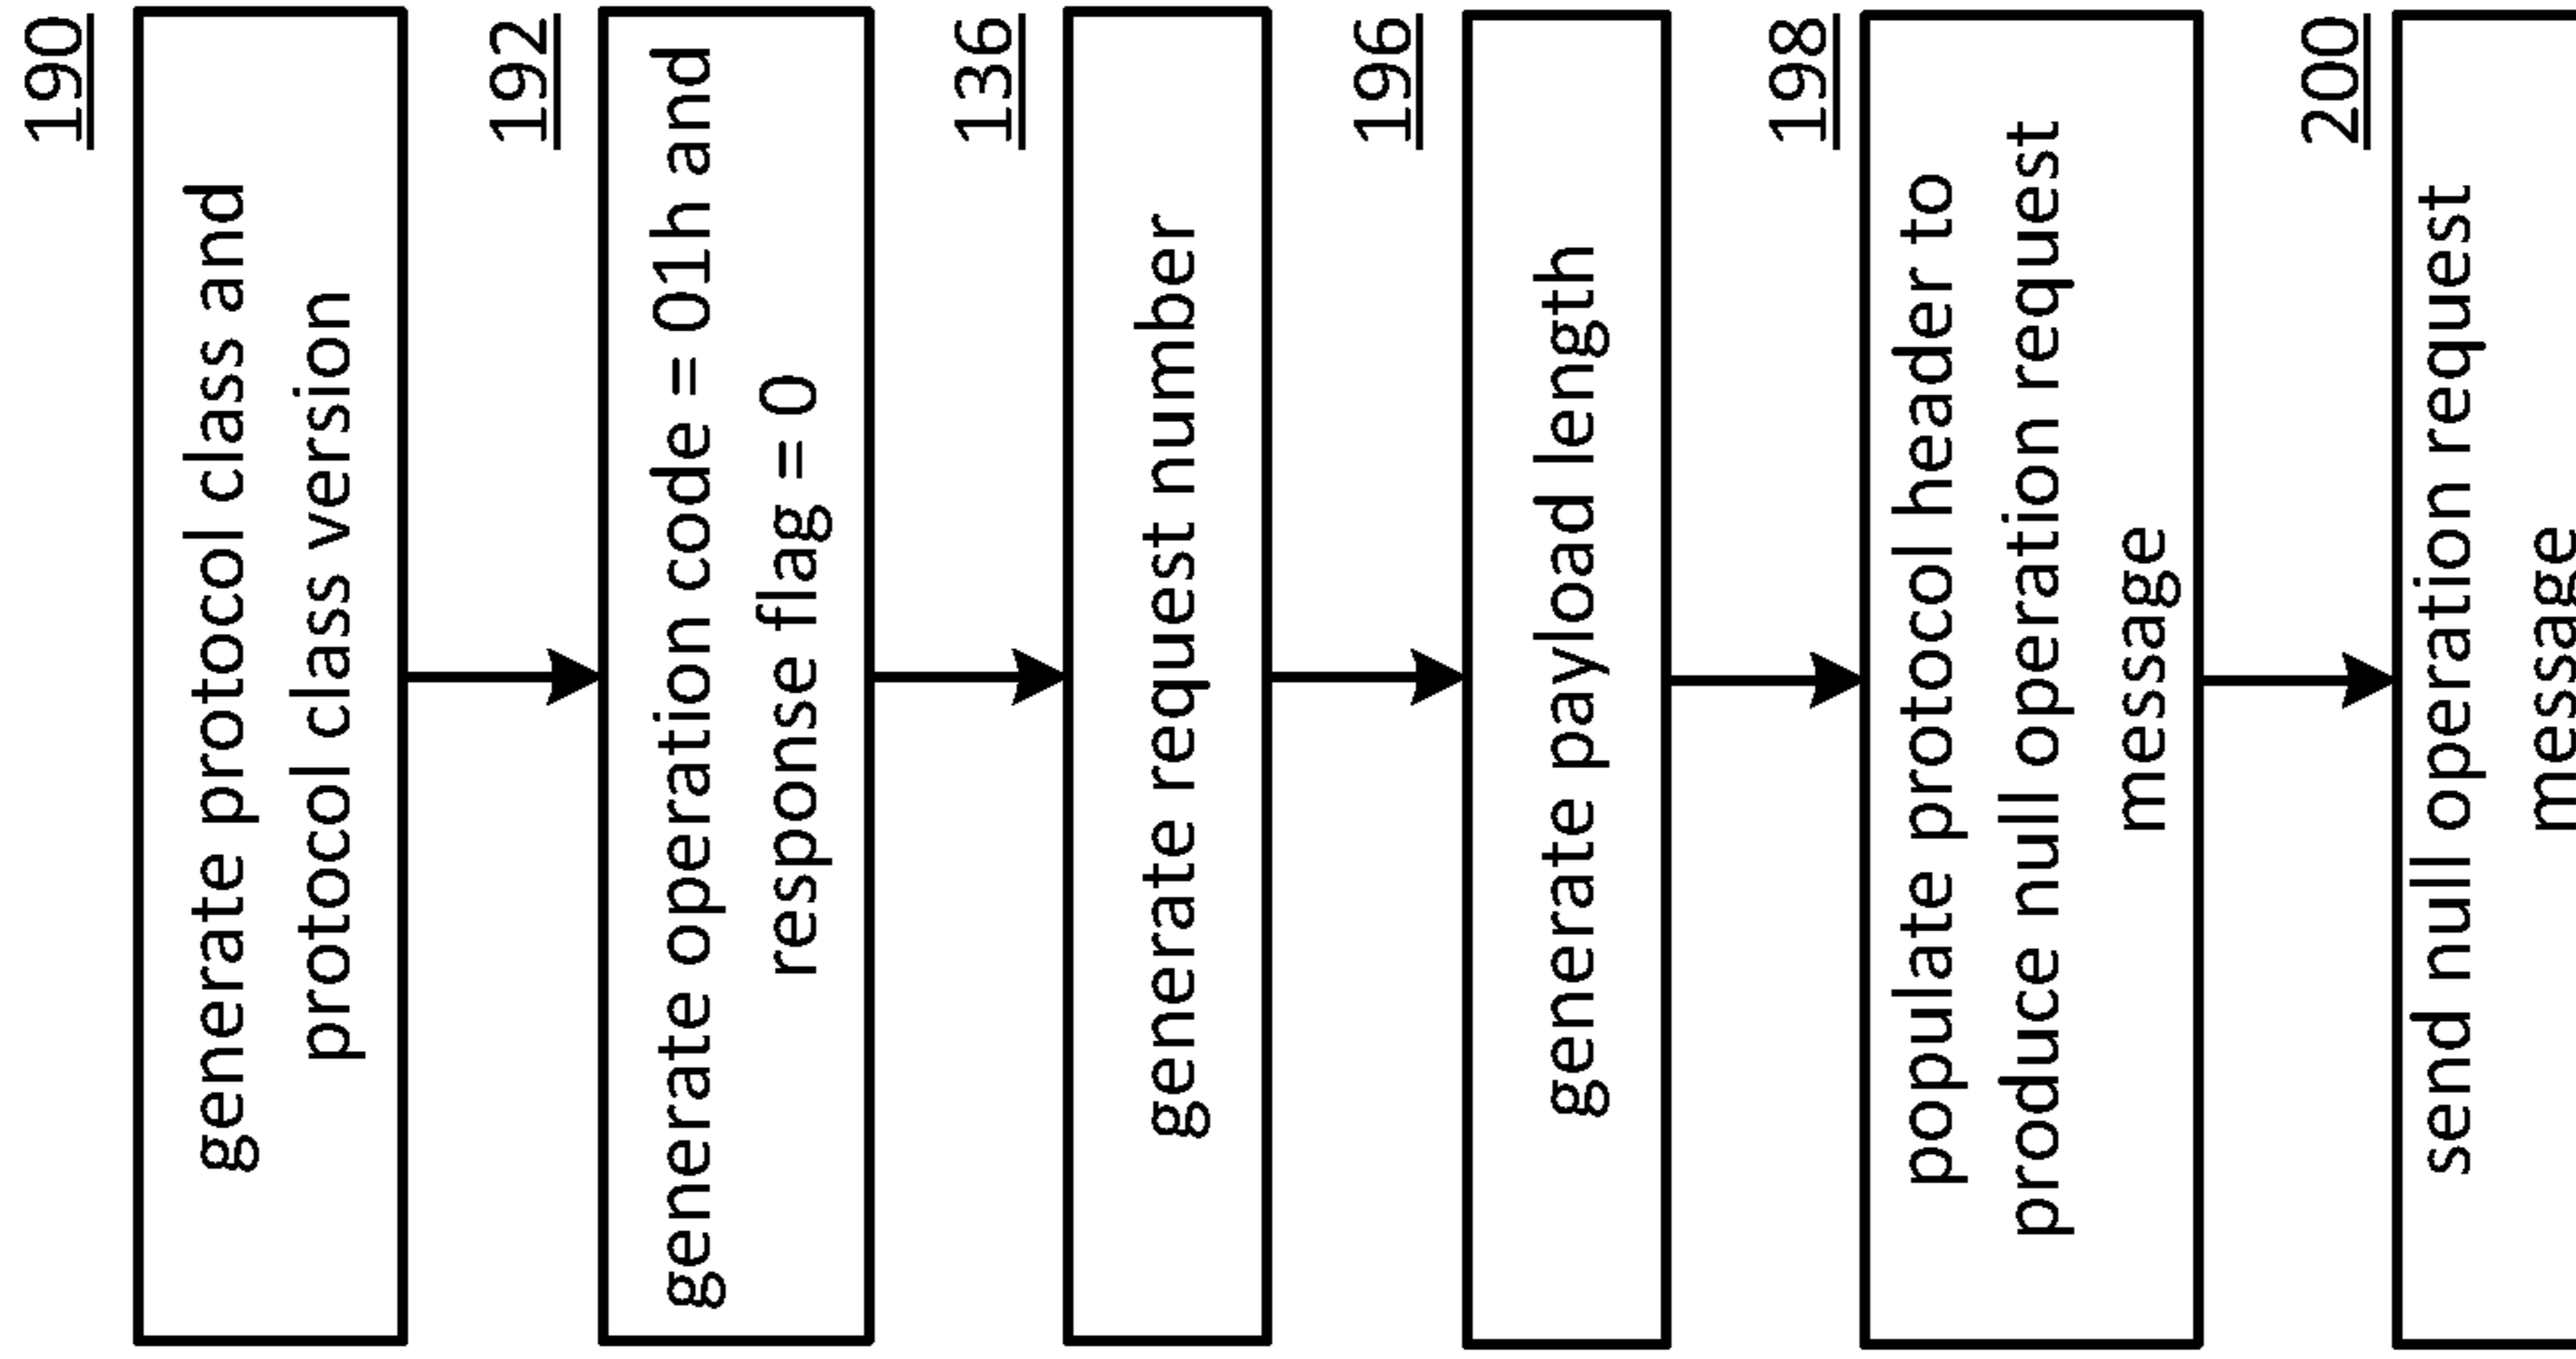 190
generate protocol class and
protocol class version
192
generate operation code = 01h and
response flag = 0
136
generate request number
196
generate payload length
198
populate protocol header to
produce null operation request
message
200
send null operation request
message